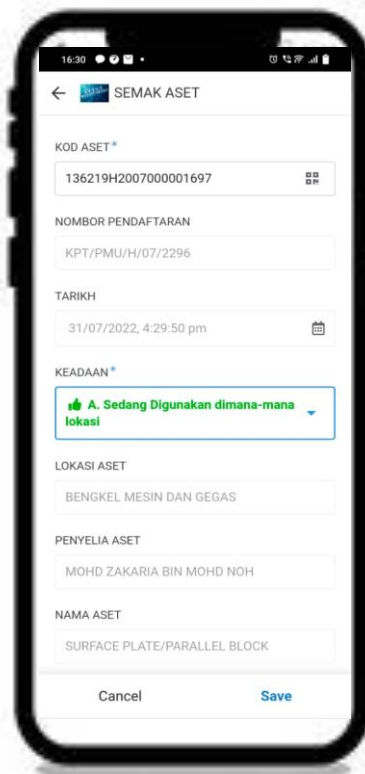 16:30
SEMAK ASET
KOD ASET*
136219H2007000001697
NOMBOR PENDAFTARAN
KPT/PMU/H/07/2296
TARIKH
31/07/2022, 4:29:50 pm
KEADAAN*
A. Sedang Digunakan dimana-mana
lokasi
LOKASI ASET
BENGKEL MESIN DAN GEGAS
PENYELIA ASET
MOHD ZAKARIA BIN MOHD NOH
NAMA ASET
SURFACE PLATE/PARALLEL BLOCK
Cancel Save